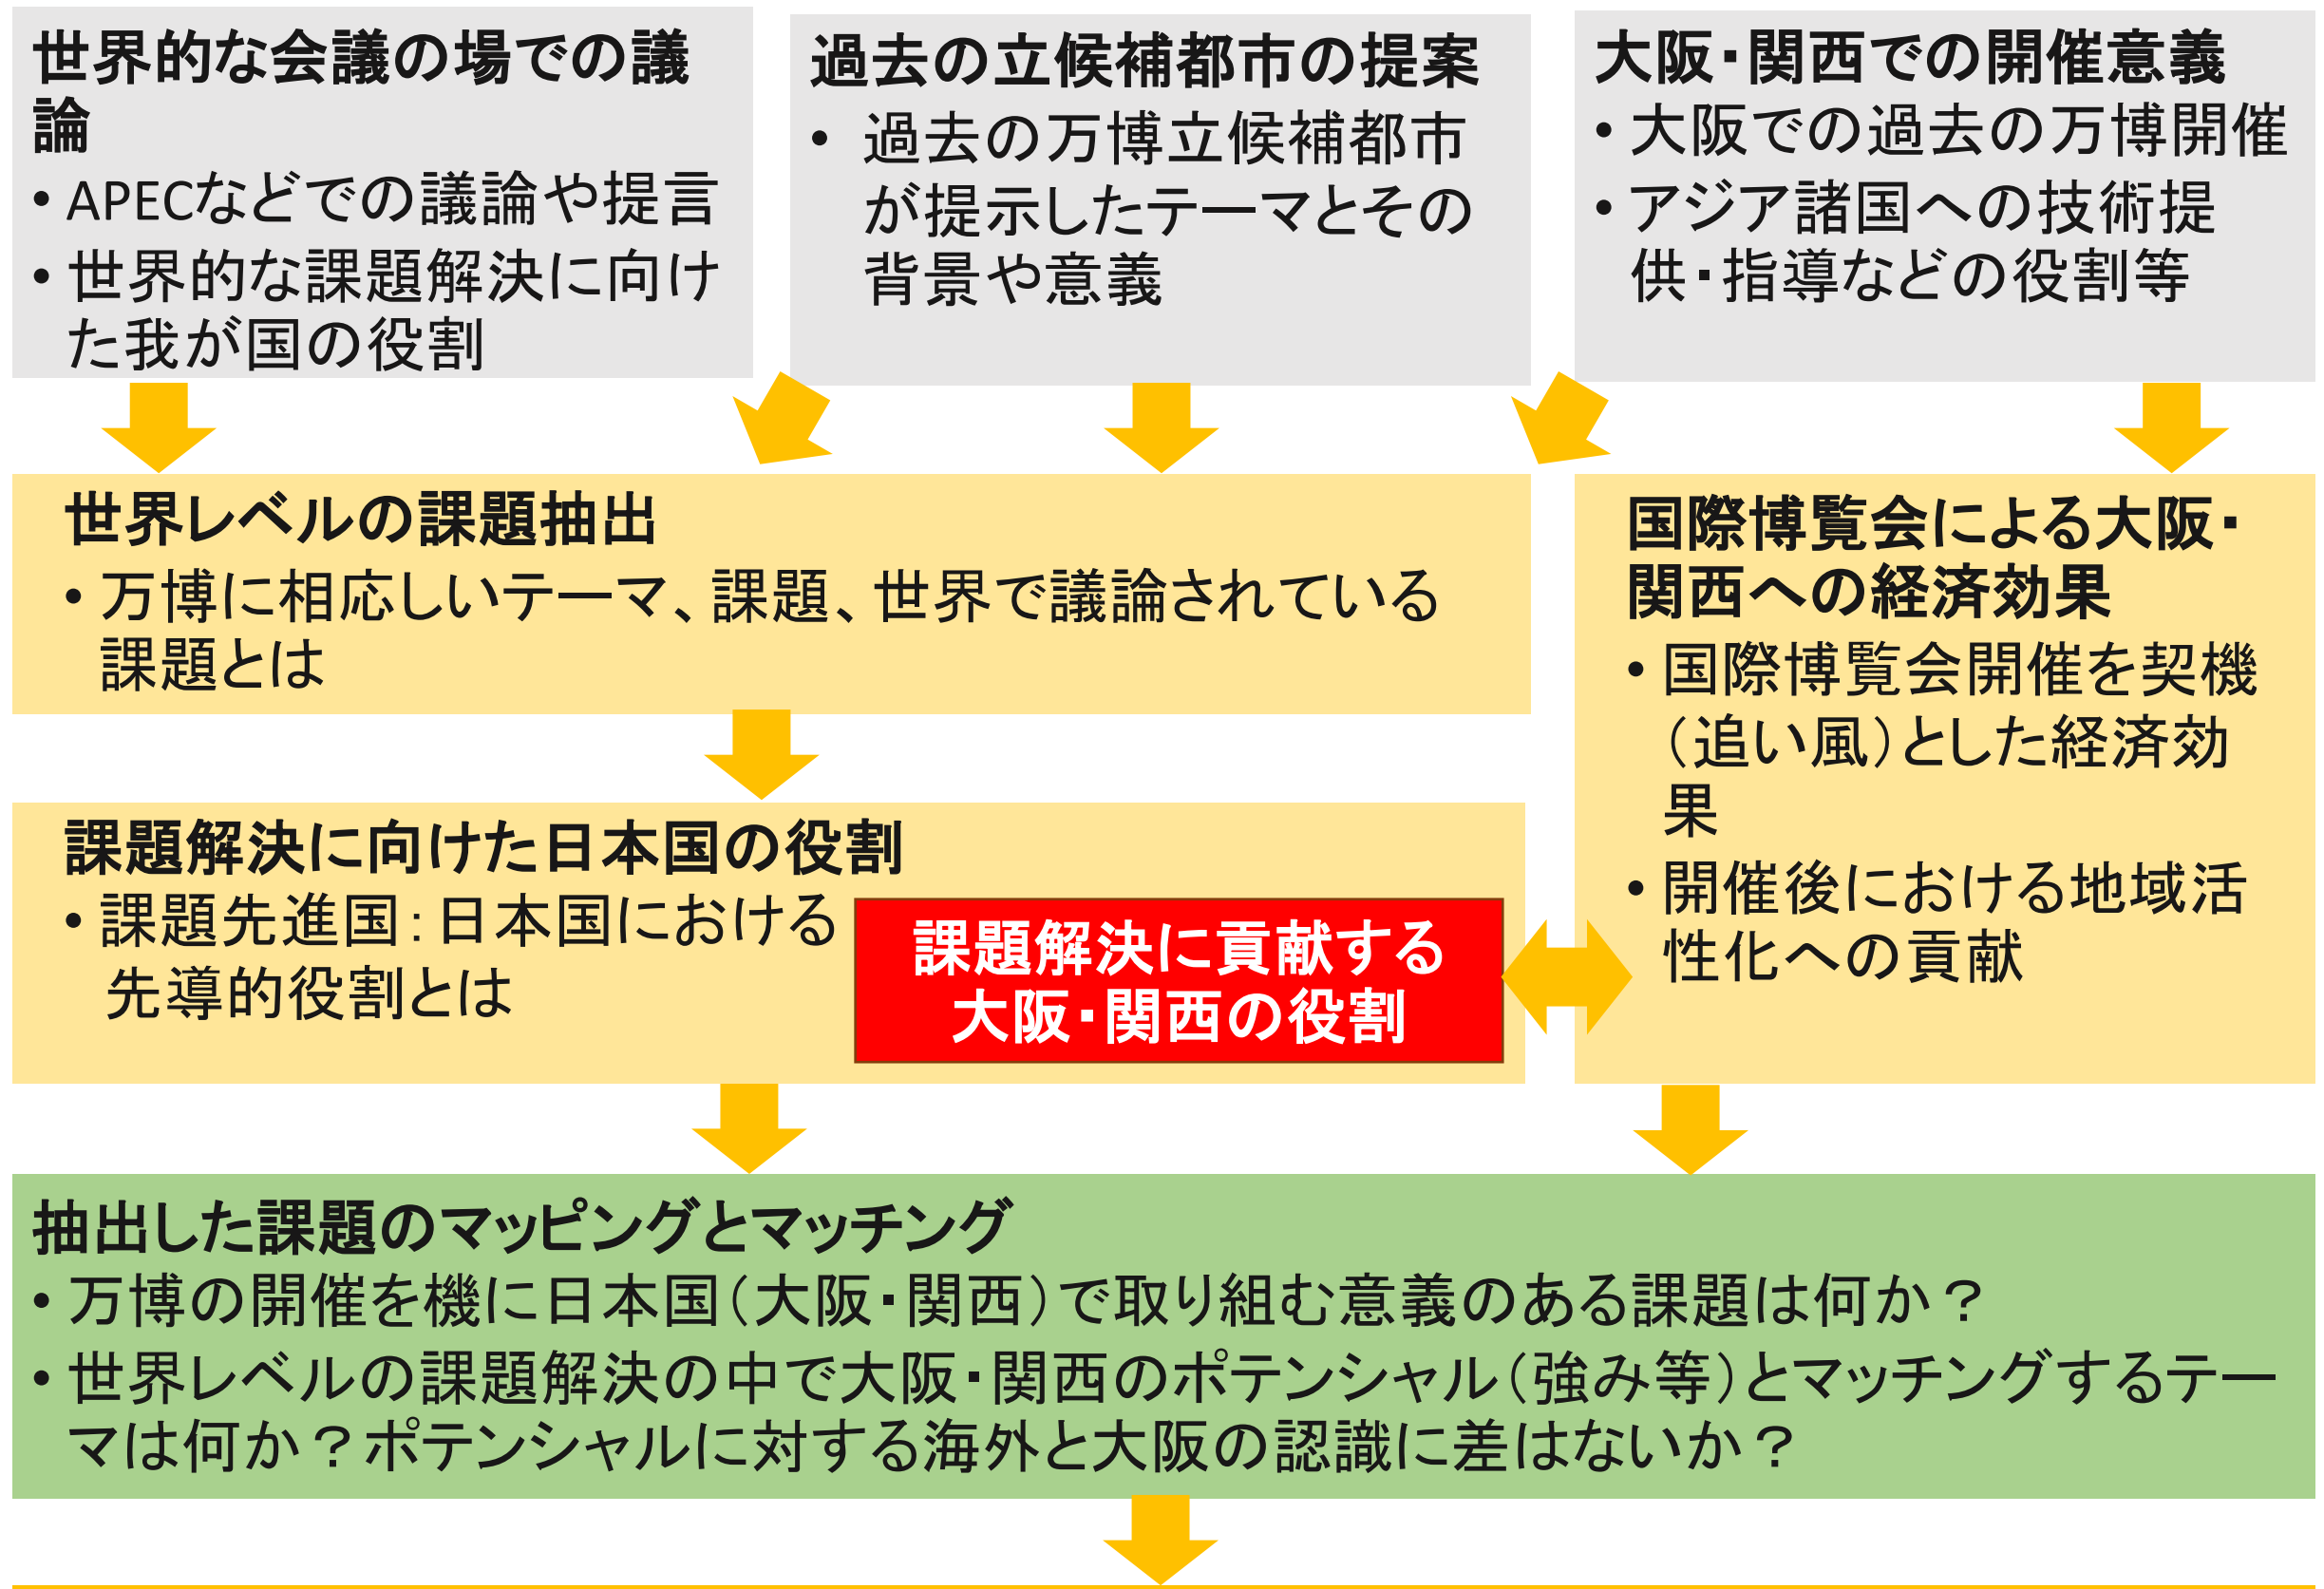 世界的な会議の場での議
論
• APECなどでの議論や提言
• 世界的な課題解決に向け
た我が国の役割
過去の立候補都市の提案
• 過去の万博立候補都市
が提示したテーマとその
背景や意義
大阪・関西での開催意義
• 大阪での過去の万博開催
• アジア諸国への技術提
供・指導などの役割等
世界レベルの課題抽出
• 万博に相応しいテーマ、課題、世界で議論されている
課題とは
国際博覧会による大阪・
関西への経済効果
• 国際博覧会開催を契機
（追い風）とした経済効
果
• 開催後における地域活
性化への貢献
課題解決に向けた日本国の役割
• 課題先進国：日本国における
先導的役割とは
課題解決に貢献する
大阪・関西の役割
抽出した課題のマッピングとマッチング
• 万博の開催を機に日本国（大阪・関西）で取り組む意義のある課題は何か？
• 世界レベルの課題解決の中で大阪・関西のポテンシャル（強み等）とマッチングするテー
マは何か？ポテンシャルに対する海外と大阪の認識に差はないか？